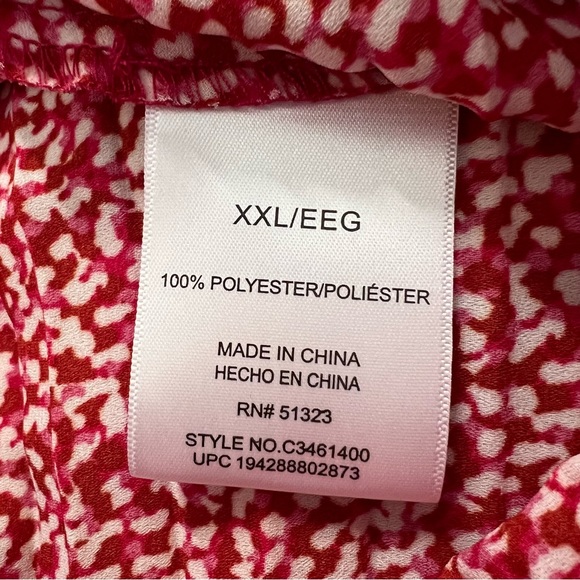 XXL/EEG
100% POLYESTER/POLIÉSTER
MADE IN CHINA
HECHO EN CHINA
RN# 51323
STYLE NO.C3461400
UPC 194288802873